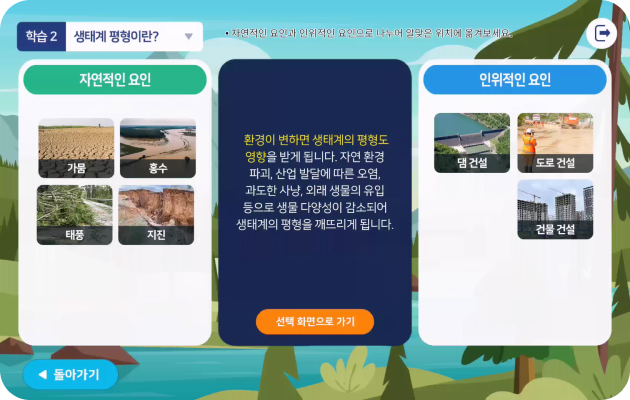 학습 2 생태계 평형이란?
• 자연적인 요인과 인위적인 요인으로 나누어 알맞은 위치에 옮겨보세요.
자연적인 요인
가뭄 홍수
태풍 지진
환경이 변하면 생태계의 평형도
영향을 받게 됩니다. 자연 환경
파괴, 산업 발달에 따른 오염,
과도한 사냥, 외래 생물의 유입
등으로 생물 다양성이 감소되어
생태계의 평형을 깨뜨리게 됩니다.
선택 화면으로 가기
인위적인 요인
댐 건설 도로 건설
건물 건설
돌아가기